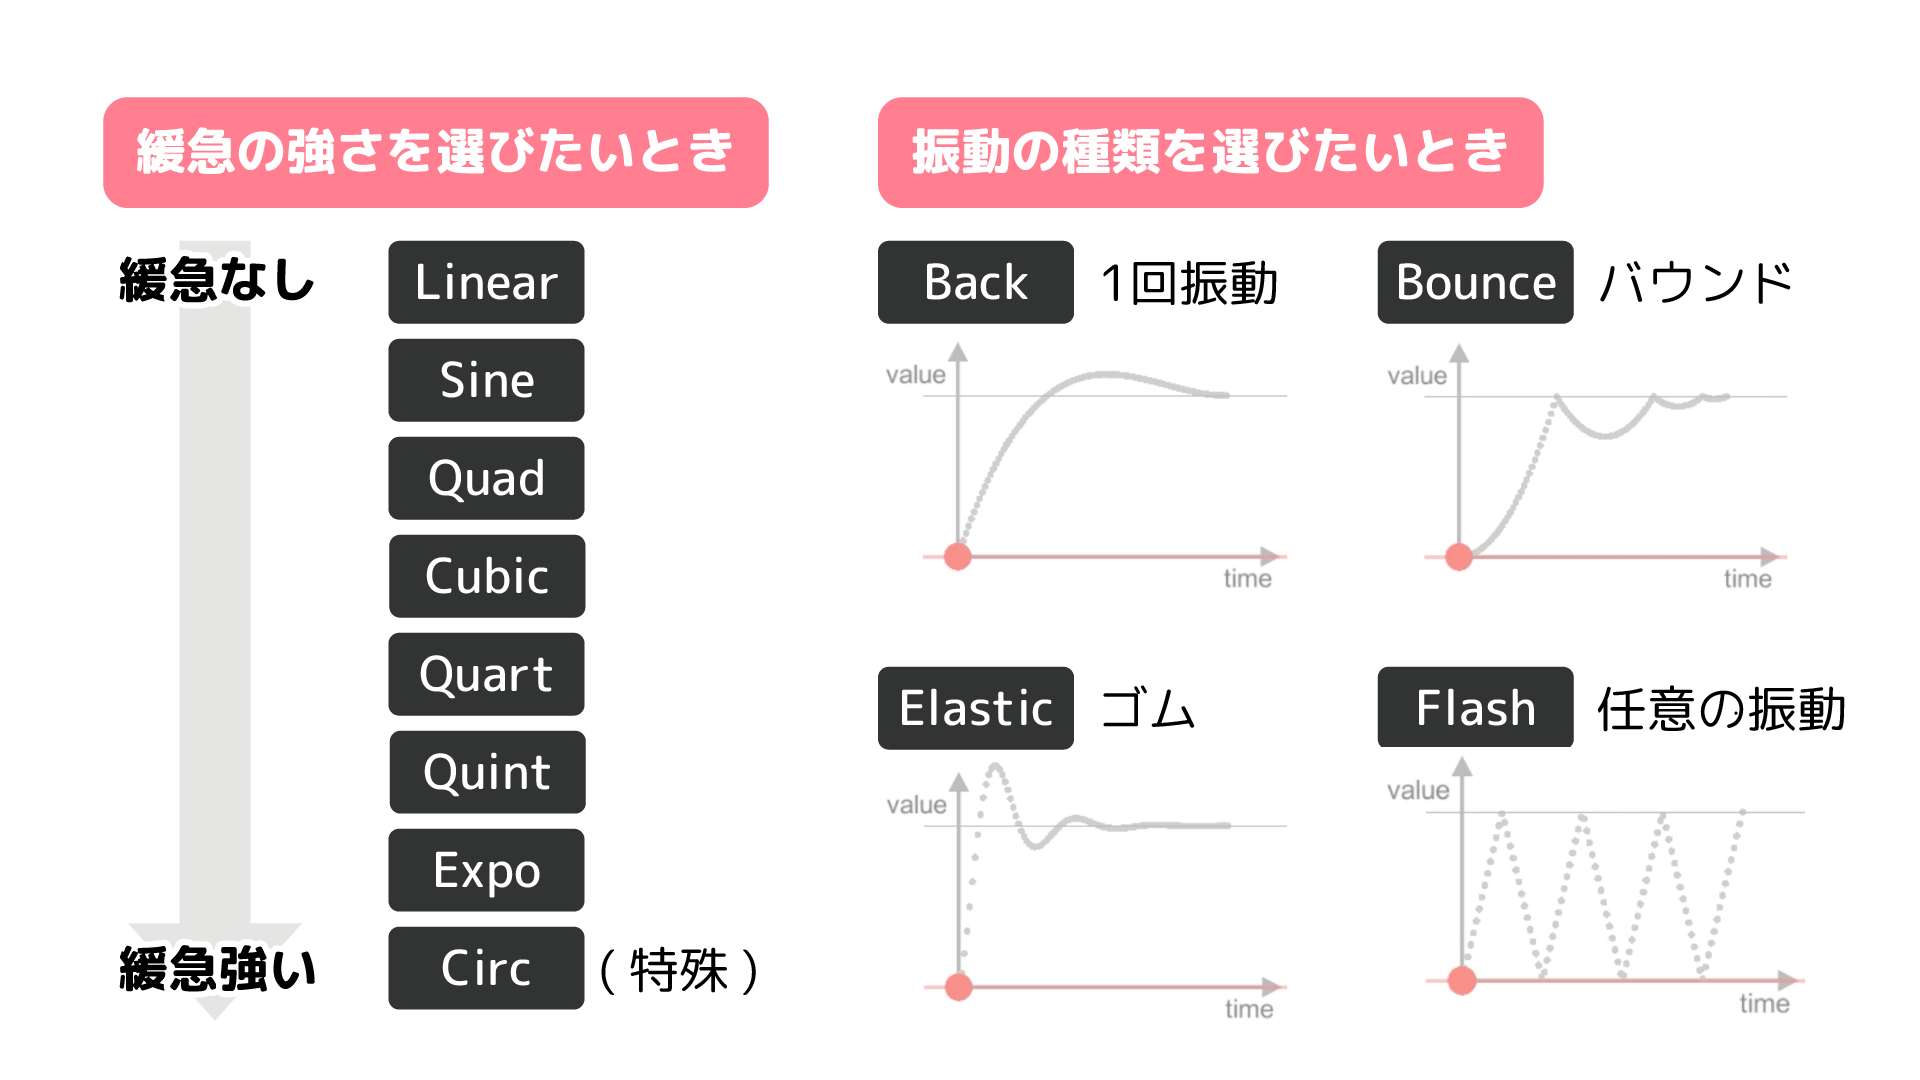 緩急の強さを選びたいとき
緩急なし
Linear
Sine
Quad
Cubic
Quart
Quint
Expo
緩急強い
Circ
(特殊)
振動の種類を選びたいとき
Back
1回振動
value
time
Bounce
バウンド
value
time
Elastic
ゴム
value
time
Flash
任意の振動
value
time